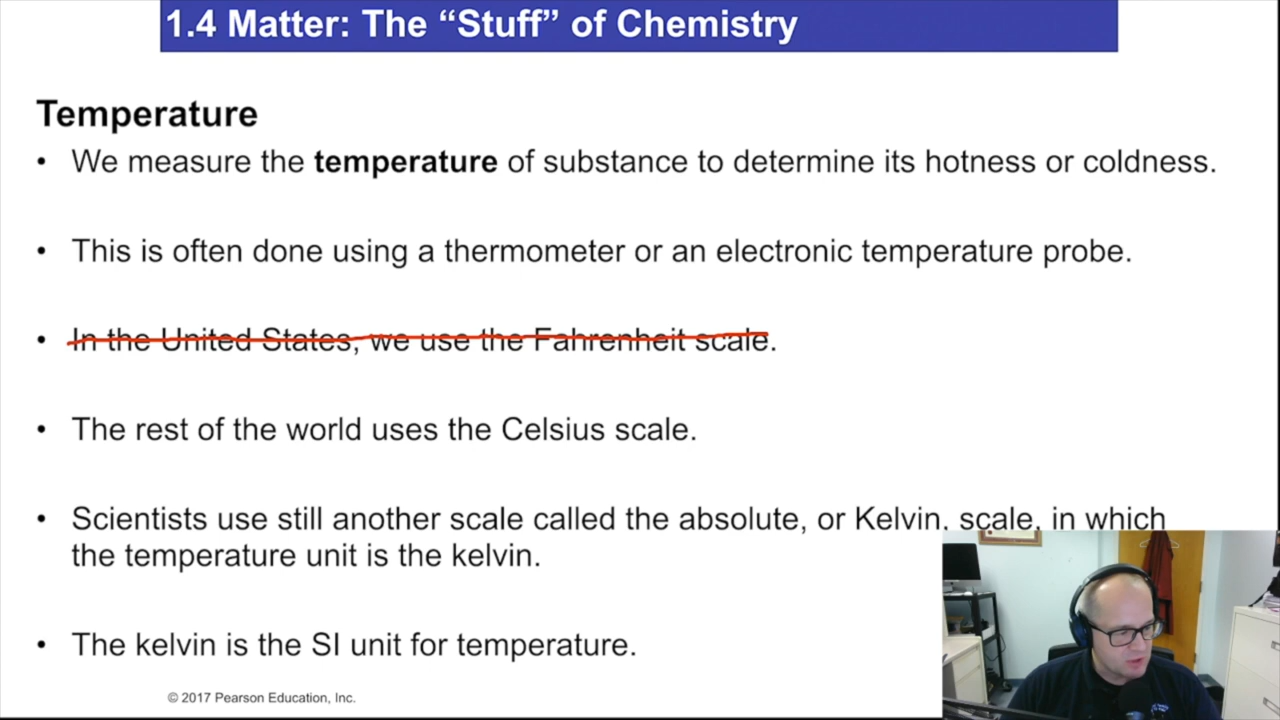 1.4 Matter: The “Stuff” of Chemistry
Temperature
• We measure the temperature of substance to determine its hotness or coldness.
• This is often done using a thermometer or an electronic temperature probe.
• In the United States, we use the Fahrenheit scale.
• The rest of the world uses the Celsius scale.
• Scientists use still another scale called the absolute, or Kelvin, scale, in which
the temperature unit is the kelvin.
• The kelvin is the SI unit for temperature.
© 2017 Pearson Education, Inc.